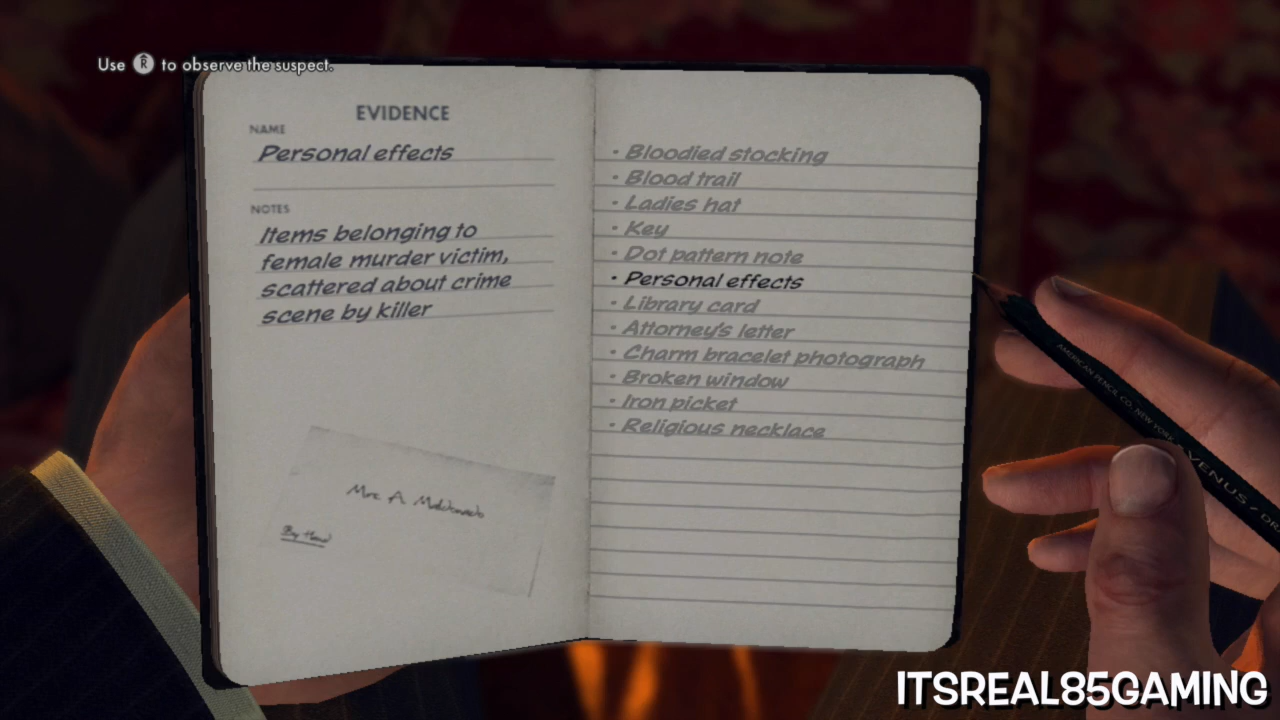 Use R to observe the suspect.
EVIDENCE
NAME
Personal effects
NOTES
Items belonging to
female murder victim,
scattered about crime
scene by killer
Mrs A. Maldonado
By Hand
• Bloodied stocking
• Blood trail
• Ladies hat
• Key
• Dot pattern note
• Personal effects
• Library card
• Attorney's letter
• Charm bracelet photograph
• Broken window
• Iron picket
• Religious necklace
AMERICAN PENCIL CO. NEW YORK
VENUS
ITSREAL85GAMING